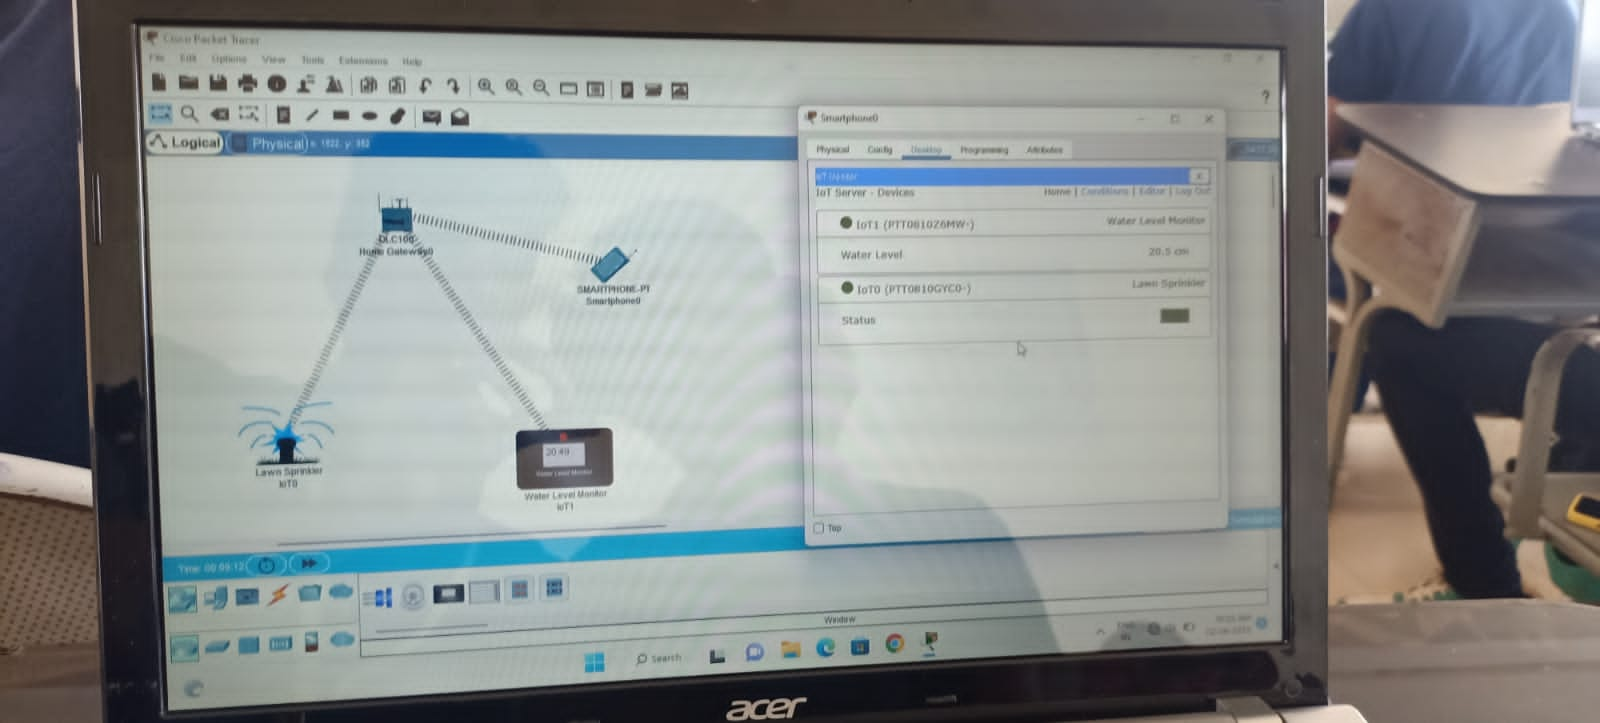 Cisco Packet Tracer
File Edit Options View Tools Extensions Help
?
Logical Physical x: 1022, y: 352
DLC100
Home Gateway0
SMARTPHONE-PT
Smartphone0
Lawn Sprinkler
IoT0
20.49
Water Level Monitor
Water Level Monitor
IoT1
Smartphone0
Physical Config Desktop Programming Attributes
IoT Monitor X
IoT Server - Devices Home | Conditions | Editor | Log Out
IoT1 (PTT0810Z6MW-) Water Level Monitor
Water Level 20.5 cm
IoT0 (PTT0810GYC0-) Lawn Sprinkler
Status
Top
Time: 00:09:12
Window
Search
acer